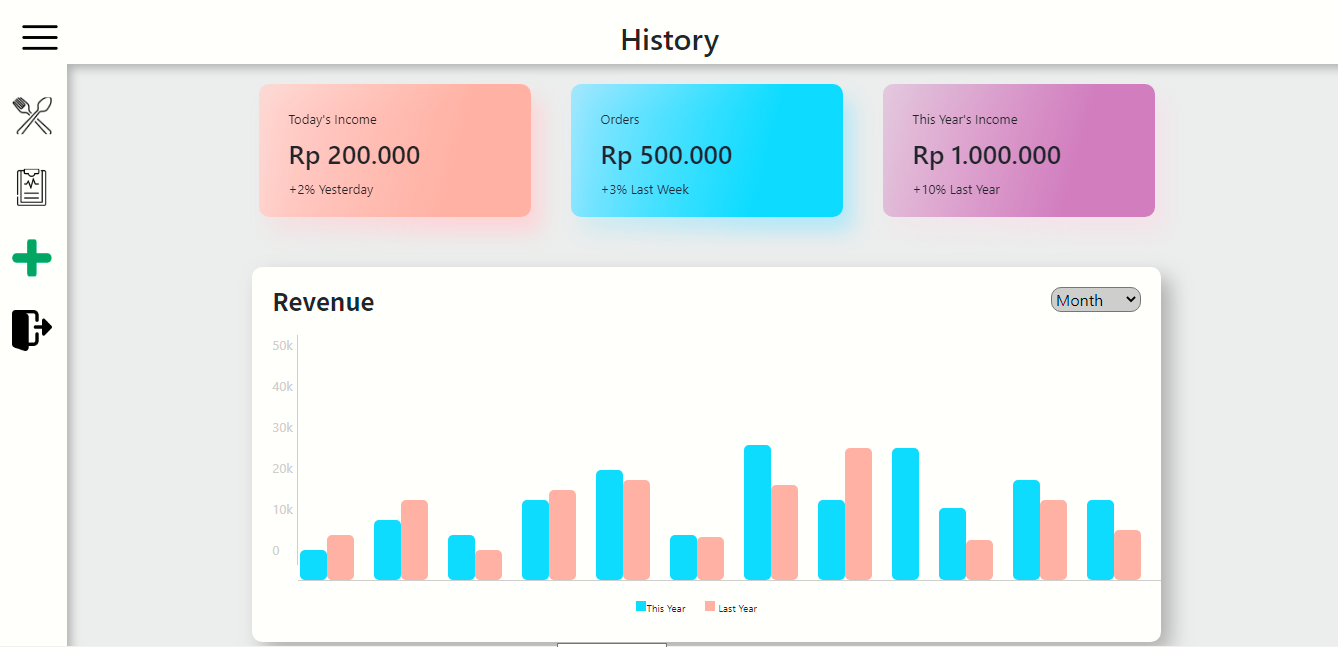 History
Today's Income
Rp 200.000
+2% Yesterday
Orders
Rp 500.000
+3% Last Week
This Year's Income
Rp 1.000.000
+10% Last Year
Revenue
Month
50k
40k
30k
20k
10k
0
This Year
Last Year